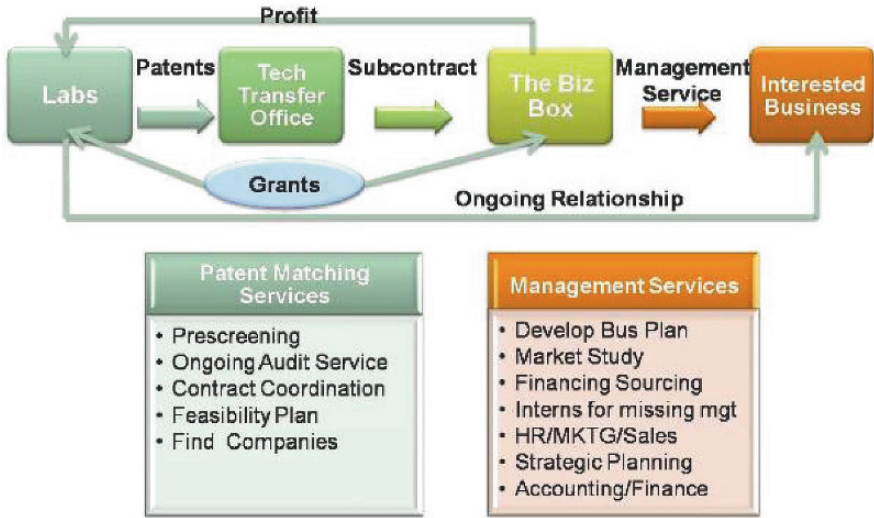 Profit
Labs
Patents
Tech
Transfer
Office
Subcontract
The Biz
Box
Management
Service
Interested
Business
Grants
Ongoing Relationship
Patent Matching
Services
• Prescreening
• Ongoing Audit Service
• Contract Coordination
• Feasibility Plan
• Find Companies
Management Services
• Develop Bus Plan
• Market Study
• Financing Sourcing
• Interns for missing mgt
• HR/MKTG/Sales
• Strategic Planning
• Accounting/Finance